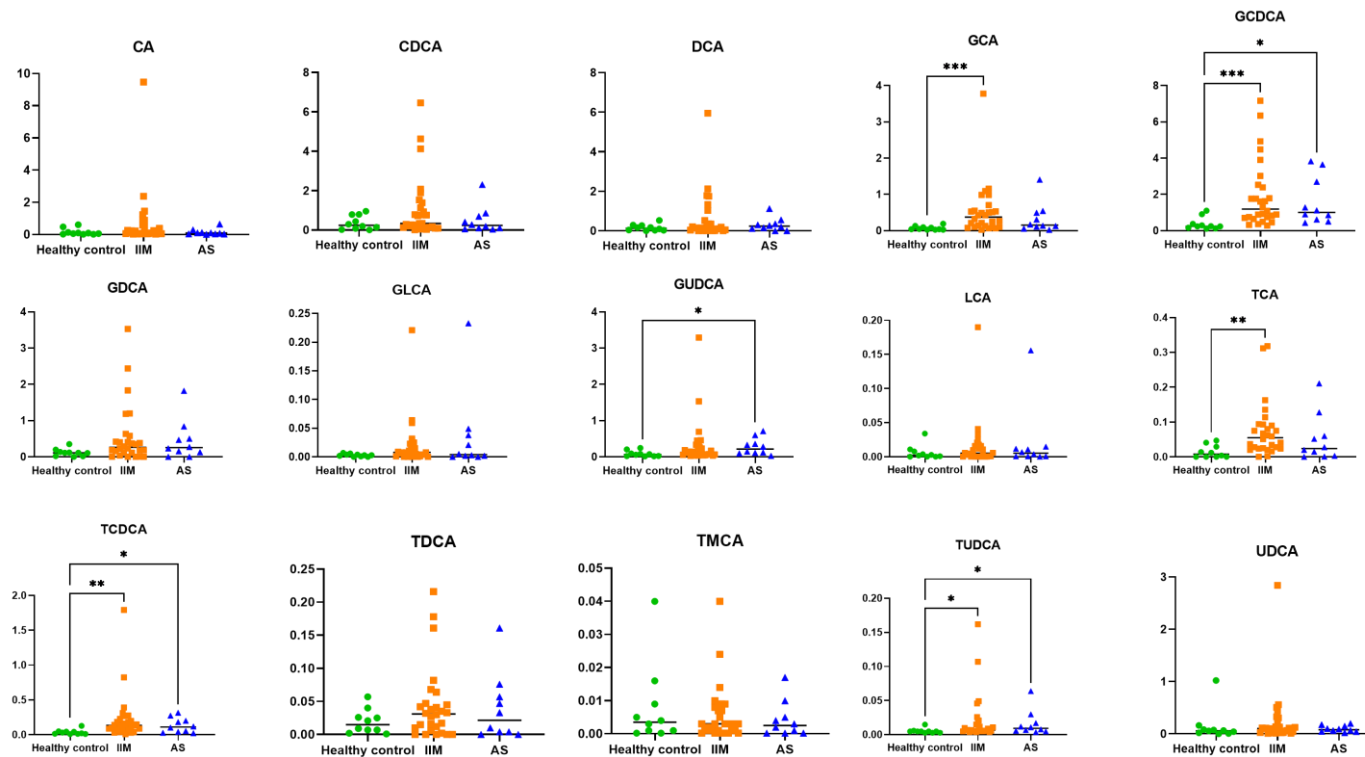 CA
10
8
6
4
2
0
Healthy control IIM AS
CDCA
8
6
4
2
0
Healthy control IIM AS
DCA
8
6
4
2
0
Healthy control IIM AS
GCA
***
4
3
2
1
0
Healthy control IIM AS
GCDCA
*
***
8
6
4
2
0
Healthy control IIM AS
GDCA
4
3
2
1
0
Healthy control IIM AS
GLCA
0.25
0.20
0.15
0.10
0.05
0.00
Healthy control IIM AS
GUDCA
*
4
3
2
1
0
Healthy control IIM AS
LCA
0.20
0.15
0.10
0.05
0.00
Healthy control IIM AS
TCA
**
0.4
0.3
0.2
0.1
0.0
Healthy control IIM AS
TCDCA
*
**
2.0
1.5
1.0
0.5
0.0
Healthy control IIM AS
TDCA
0.25
0.20
0.15
0.10
0.05
0.00
Healthy control IIM AS
TMCA
0.05
0.04
0.03
0.02
0.01
0.00
Healthy control IIM AS
TUDCA
*
*
0.20
0.15
0.10
0.05
0.00
Healthy control IIM AS
UDCA
3
2
1
0
Healthy control IIM AS